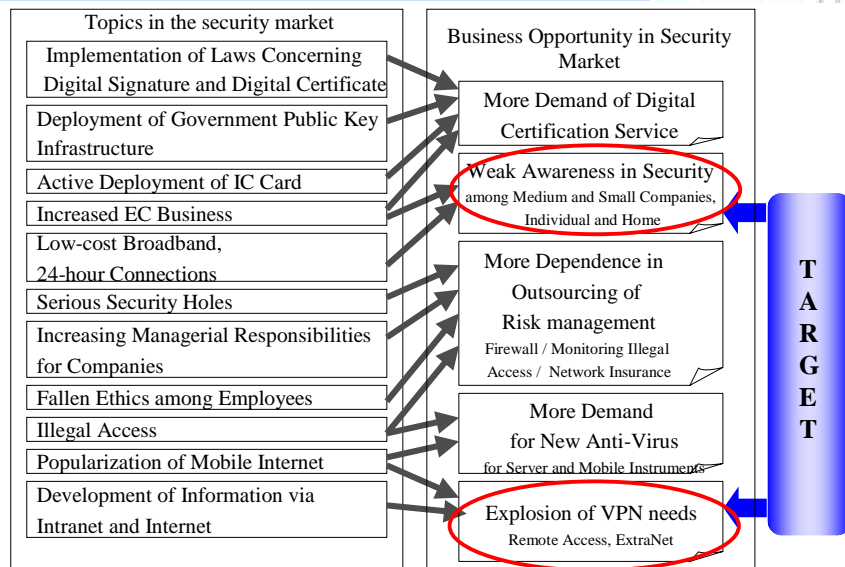 Topics in the security market
Implementation of Laws Concerning
Digital Signature and Digital Certificate
Deployment of Government Public Key
Infrastructure
Active Deployment of IC Card
Increased EC Business
Low-cost Broadband,
24-hour Connections
Serious Security Holes
Increasing Managerial Responsibilities
for Companies
Fallen Ethics among Employees
Illegal Access
Popularization of Mobile Internet
Development of Information via
Intranet and Internet
Business Opportunity in Security
Market
More Demand of Digital
Certification Service
Weak Awareness in Security
among Medium and Small Companies,
Individual and Home
More Dependence in
Outsourcing of
Risk management
Firewall / Monitoring Illegal
Access / Network Insurance
More Demand
for New Anti-Virus
for Server and Mobile Instruments
Explosion of VPN needs
Remote Access, ExtraNet
T
A
R
G
E
T